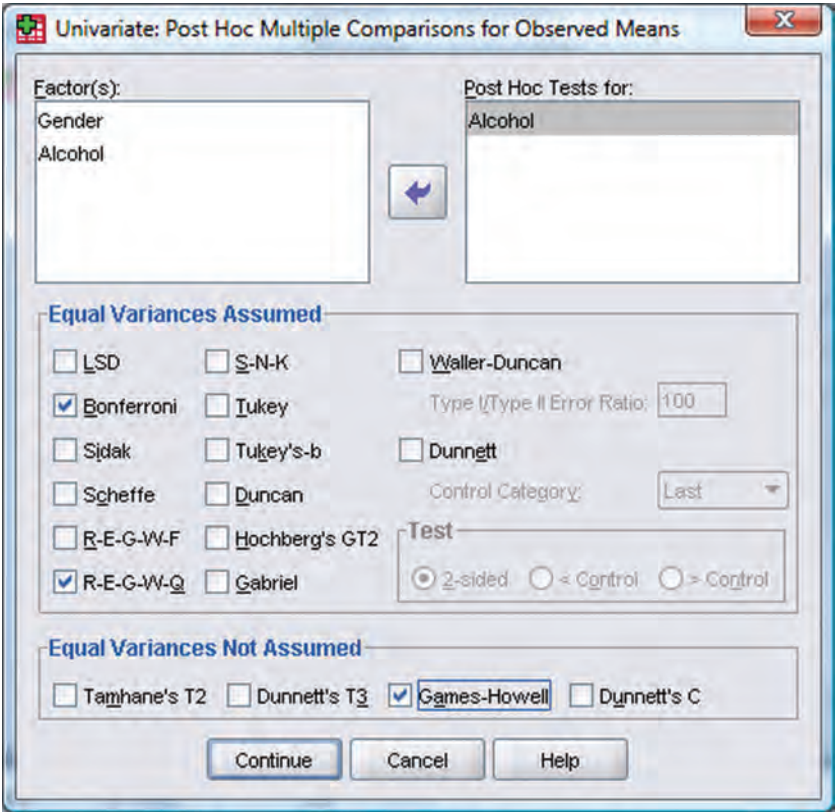 Univariate: Post Hoc Multiple Comparisons for Observed Means
Factor(s):
Gender
Alcohol
Post Hoc Tests for:
Alcohol
Equal Variances Assumed
LSD S-N-K Waller-Duncan
Bonferroni Tukey Type I/Type II Error Ratio: 100
Sidak Tukey's-b Dunnett
Scheffe Duncan Control Category: Last
R-E-G-W-F Hochberg's GT2 Test
R-E-G-W-Q Gabriel 2-sided < Control > Control
Equal Variances Not Assumed
Tamhane's T2 Dunnett's T3 Games-Howell Dunnett's C
Continue Cancel Help